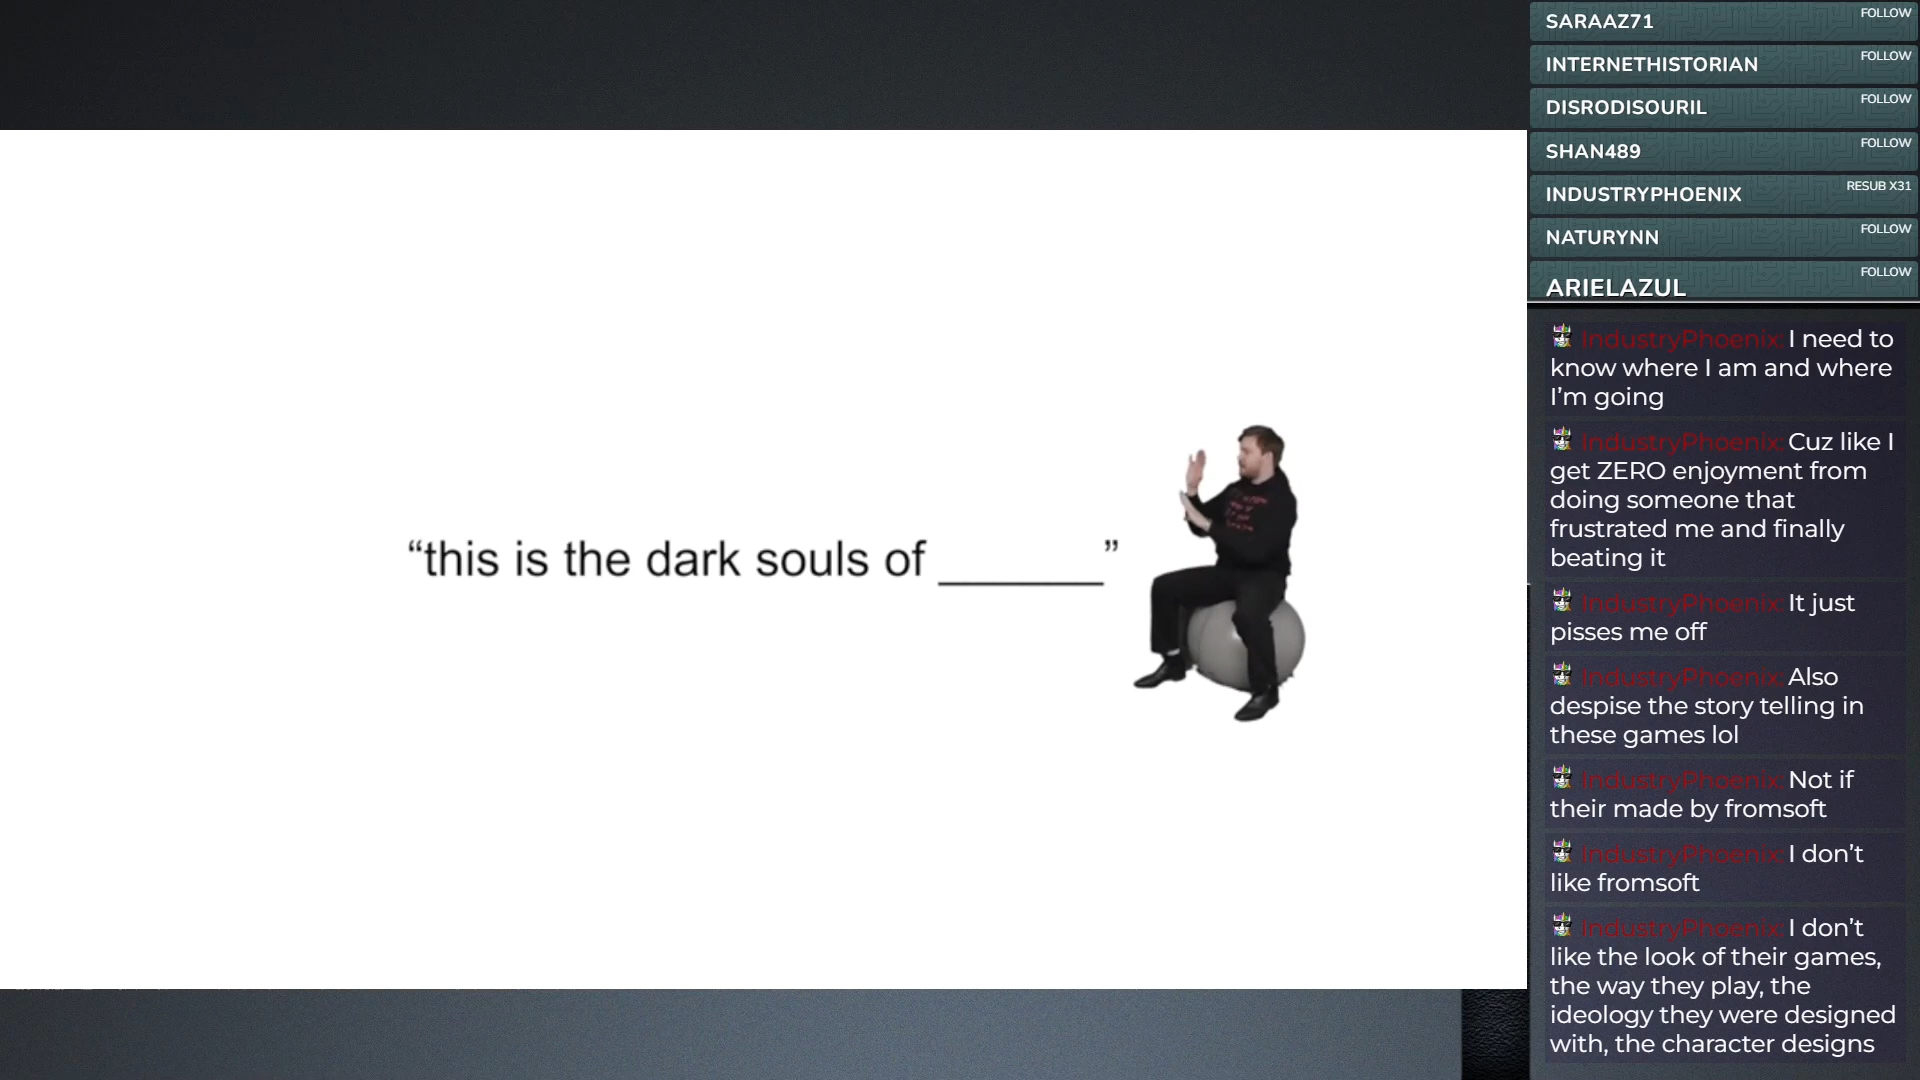 “this is the dark souls of ______”
SARAAZ71
FOLLOW
INTERNETHISTORIAN
FOLLOW
DISRODISOURIL
FOLLOW
SHAN489
FOLLOW
INDUSTRYPHOENIX
RESUB X31
NATURYNN
FOLLOW
ARIELAZUL
FOLLOW
IndustryPhoenix: I need to
know where I am and where
I’m going
IndustryPhoenix: Cuz like I
get ZERO enjoyment from
doing someone that
frustrated me and finally
beating it
IndustryPhoenix: It just
pisses me off
IndustryPhoenix: Also
despise the story telling in
these games lol
IndustryPhoenix: Not if
their made by fromsoft
IndustryPhoenix: I don’t
like fromsoft
IndustryPhoenix: I don’t
like the look of their games,
the way they play, the
ideology they were designed
with, the character designs